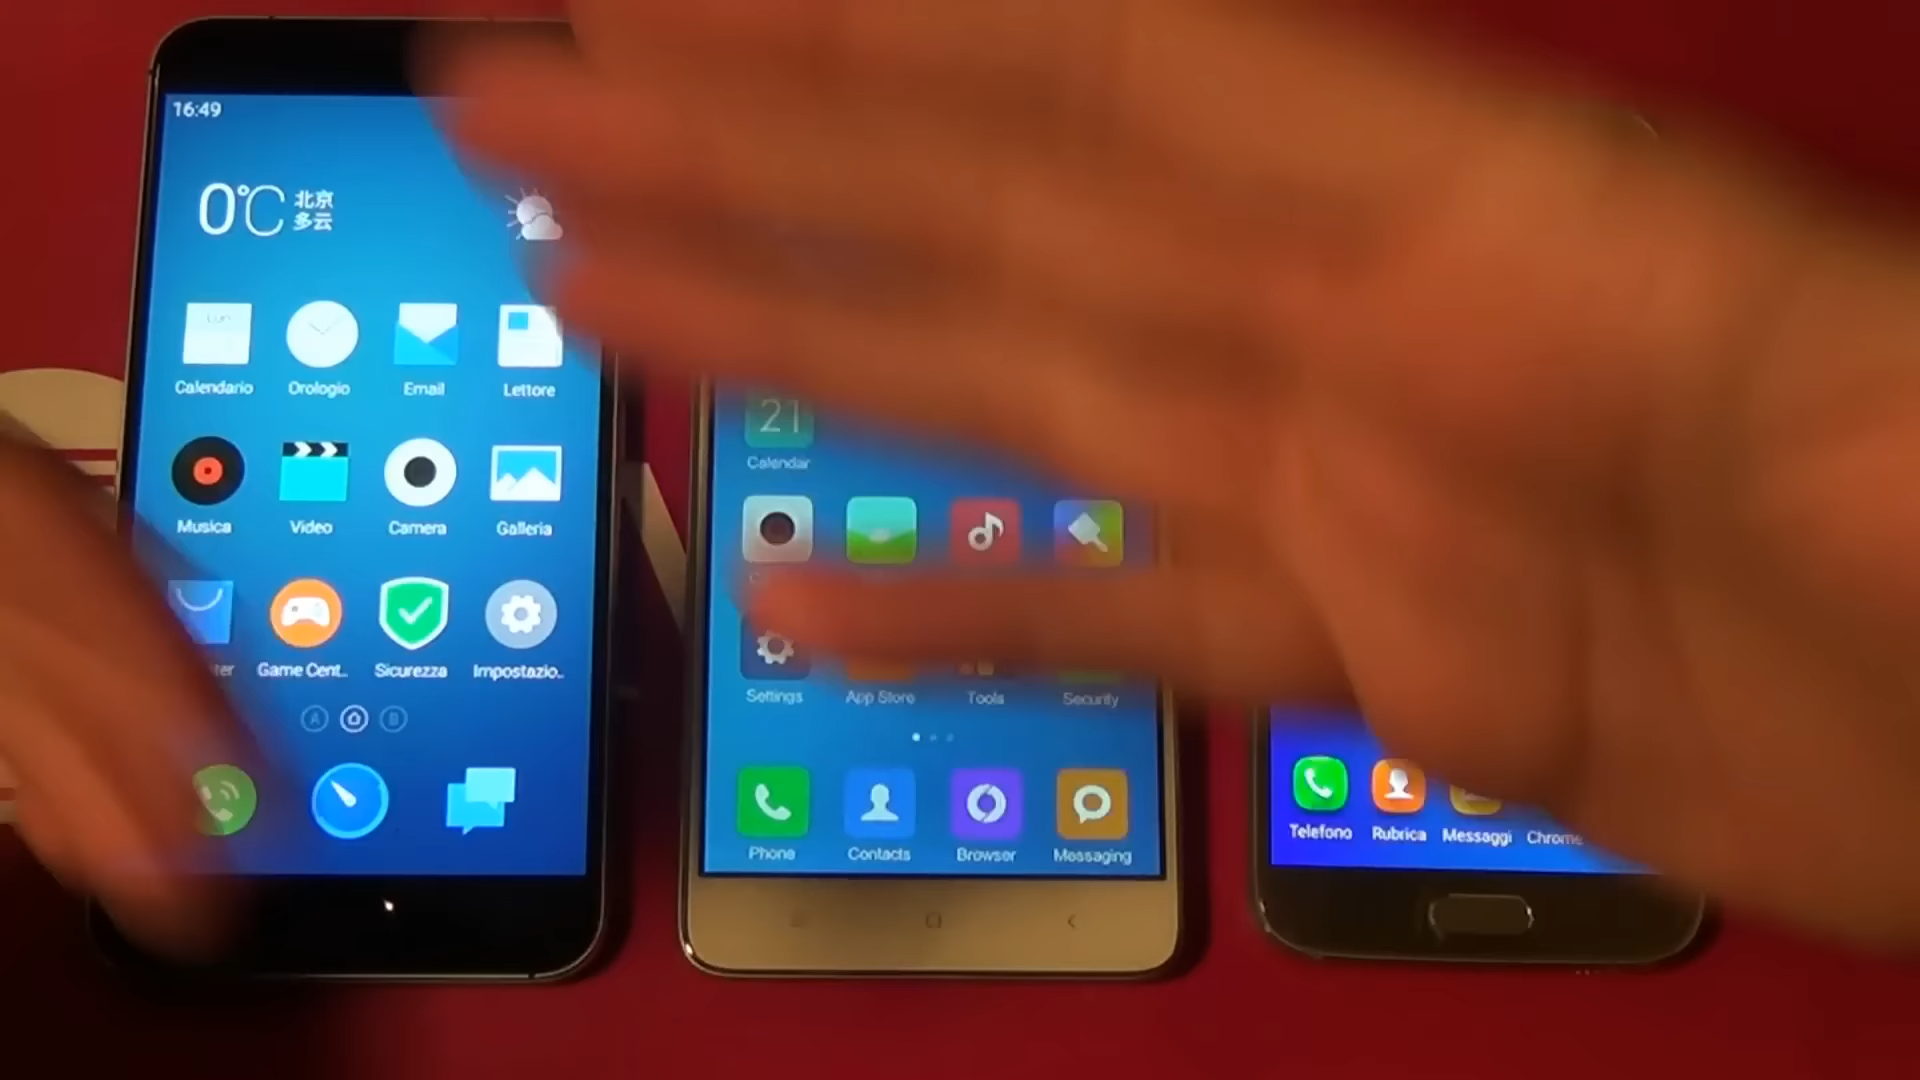 16:49
0°C 北京
多云
Calendario Orologio Email Lettore
Musica Video Camera Galleria
Game Cent.. Sicurezza Impostazio..
A B
21
Calendar
Settings App Store Tools Security
Phone Contacts Browser Messaging
Telefono Rubrica Messaggi Chrome